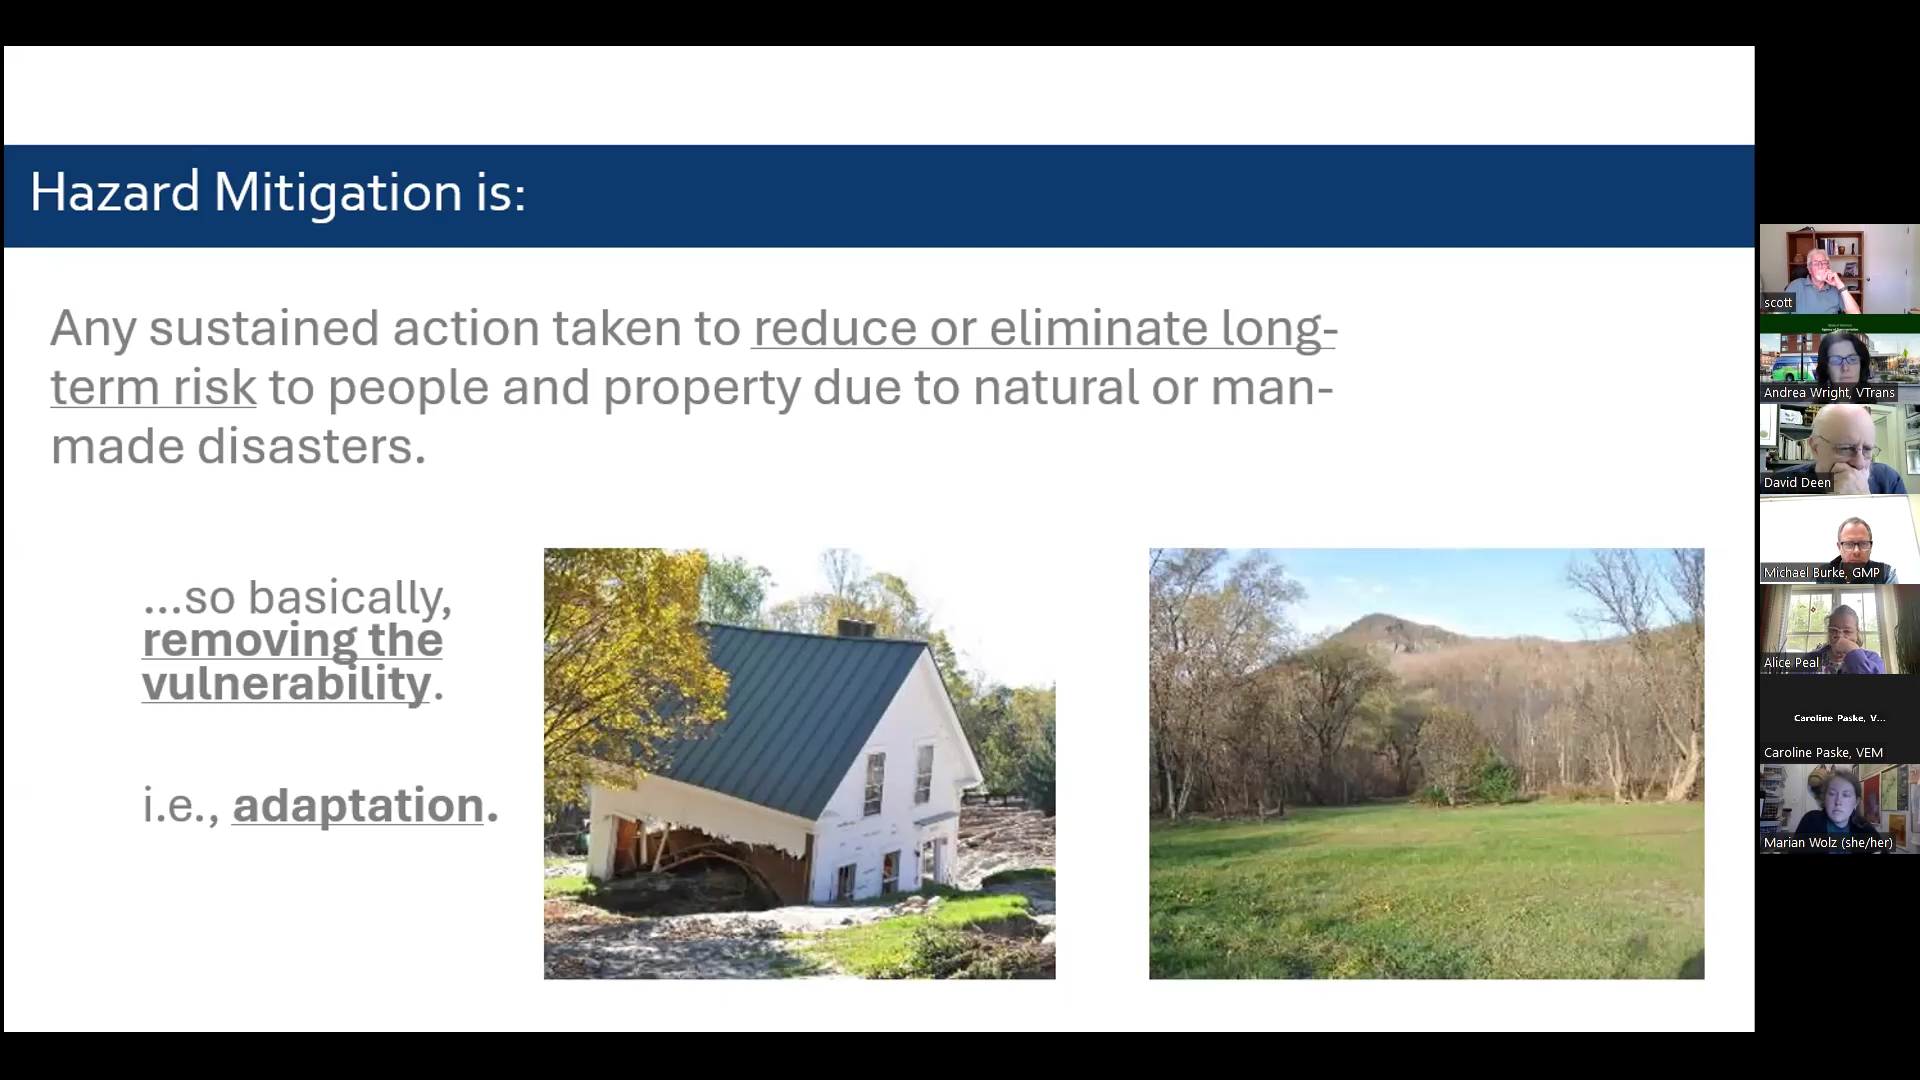 Hazard Mitigation is:
Any sustained action taken to reduce or eliminate long-
term risk to people and property due to natural or man-
made disasters.
...so basically,
removing the
vulnerability.
i.e., adaptation.
scott
Andrea Wright, VTrans
David Deen
Michael Burke, GMP
Alice Peal
Caroline Paske, V...
Caroline Paske, VEM
Marian Wolz (she/her)